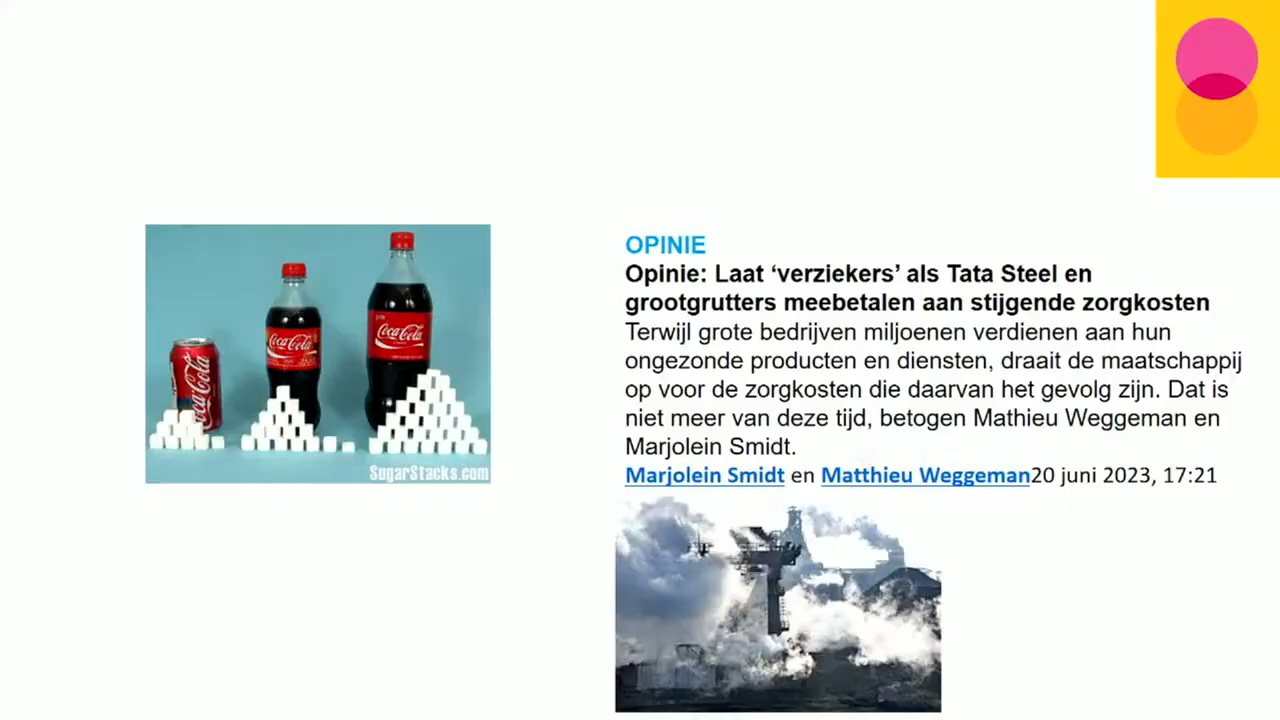 Coca-Cola
Coca-Cola
Coca-Cola
SugarStacks.com
OPINIE
Opinie: Laat ‘verziekers’ als Tata Steel en
grootgrutters meebetalen aan stijgende zorgkosten
Terwijl grote bedrijven miljoenen verdienen aan hun
ongezonde producten en diensten, draait de maatschappij
op voor de zorgkosten die daarvan het gevolg zijn. Dat is
niet meer van deze tijd, betogen Mathieu Weggeman en
Marjolein Smidt.
Marjolein Smidt en Matthieu Weggeman20 juni 2023, 17:21